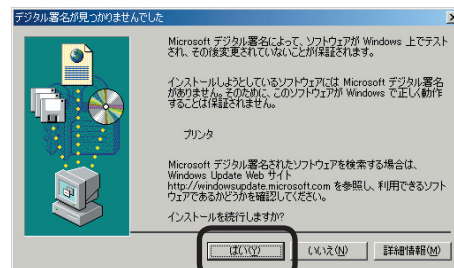 デジタル署名が見つかりませんでした
Microsoft デジタル署名によって、ソフトウェアが Windows 上でテスト
され、その後変更されていないことが保証されます。
インストールしようとしているソフトウェアには Microsoft デジタル署名
がありません。そのために、このソフトウェアが Windows で正しく動作
することは保証されません。
プリンタ
Microsoft デジタル署名されたソフトウェアを検索する場合は、
Windows Update Web サイト
http://windowsupdate.microsoft.com を参照し、利用できるソフト
ウェアであるかどうかを確認してください。
インストールを続行しますか?
はい(Y) いいえ(N) 詳細情報(M)